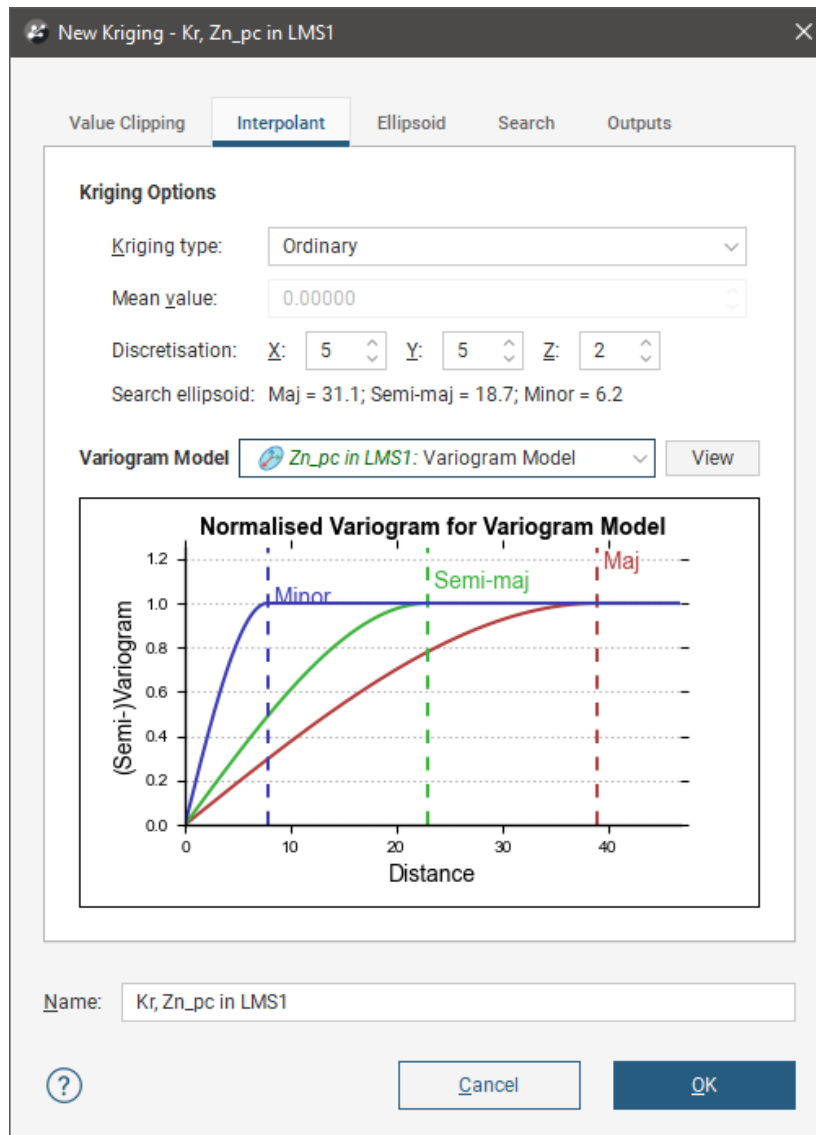 New Kriging - Kr, Zn_pc in LMS1
Value Clipping Interpolant Ellipsoid Search Outputs
Kriging Options
Kriging type: Ordinary
Mean value: 0.00000
Discretisation: X: 5 Y: 5 Z: 2
Search ellipsoid: Maj = 31.1; Semi-maj = 18.7; Minor = 6.2
Variogram Model Zn_pc in LMS1: Variogram Model View
Normalised Variogram for Variogram Model
(Semi-)Variogram
1.2
1.0
0.8
0.6
0.4
0.2
0.0
Minor
Semi-maj
Maj
0 10 20 30 40
Distance
Name: Kr, Zn_pc in LMS1
?
Cancel OK